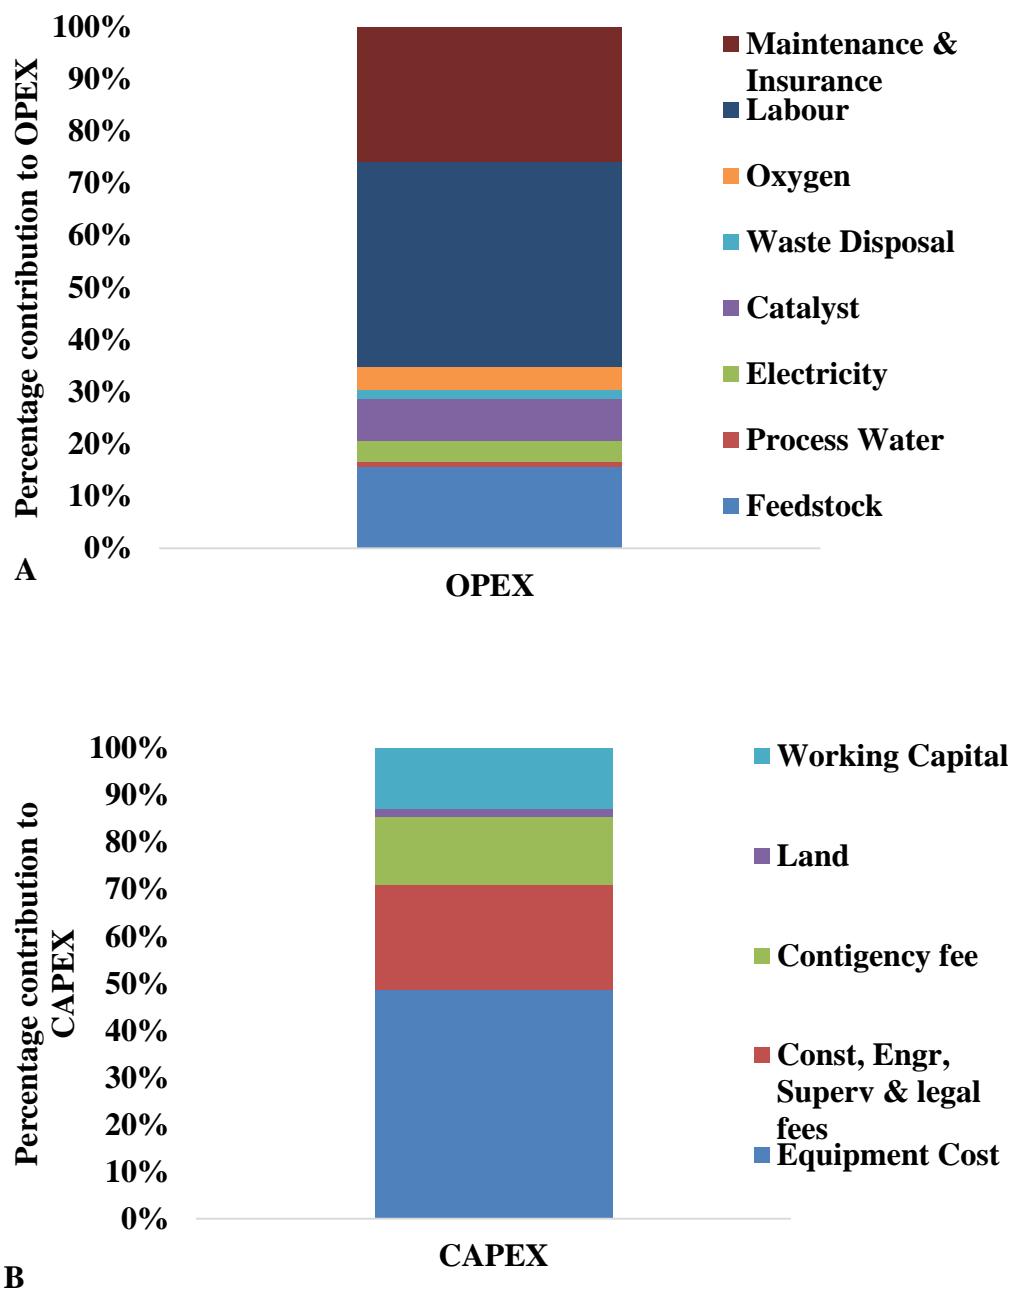 100%
90%
80%
70%
60%
50%
40%
30%
20%
10%
0%
Percentage contribution to OPEX
OPEX
Maintenance &
Insurance
Labour
Oxygen
Waste Disposal
Catalyst
Electricity
Process Water
Feedstock
A
100%
90%
80%
70%
60%
50%
40%
30%
20%
10%
0%
Percentage contribution to
CAPEX
CAPEX
Working Capital
Land
Contigency fee
Const, Engr,
Superv & legal
fees
Equipment Cost
B